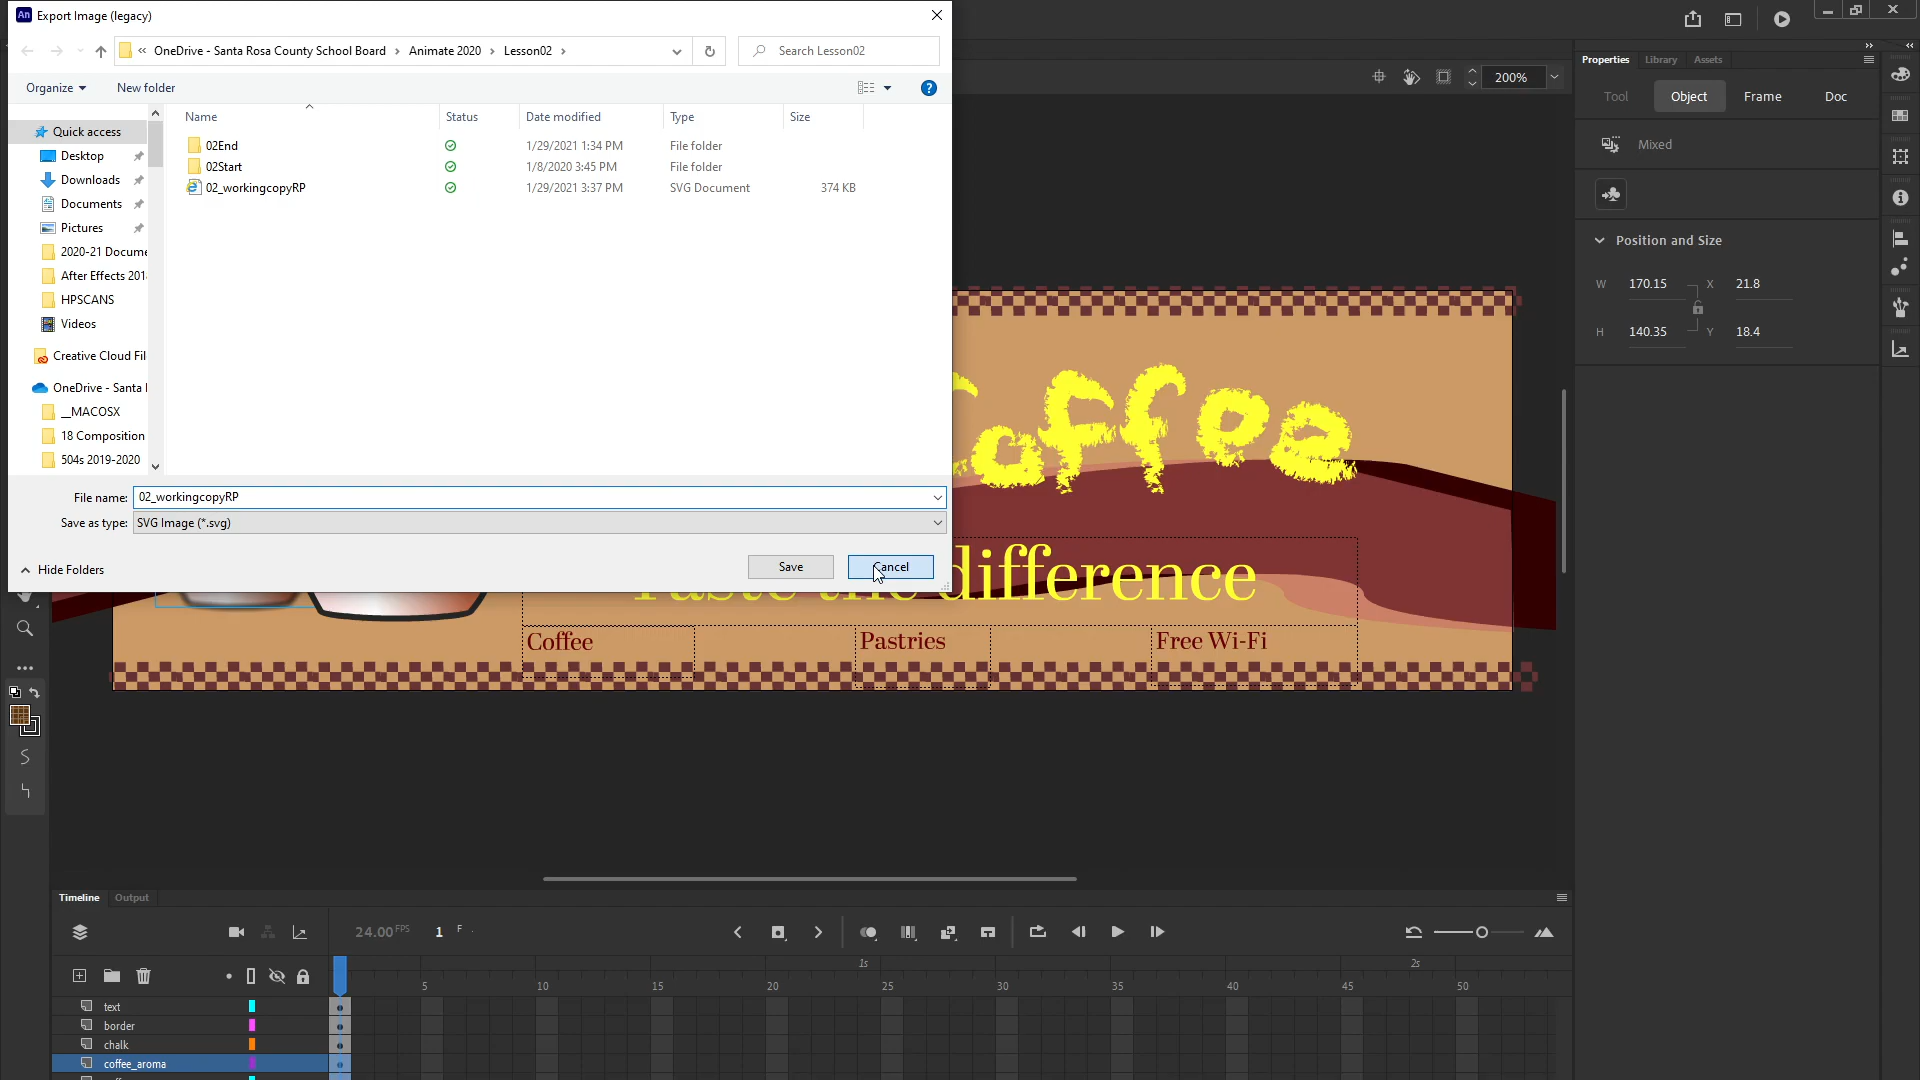 An Export Image (legacy)
« OneDrive - Santa Rosa County School Board › Animate 2020 › Lesson02 ›
Search Lesson02
Organize
New folder
?
Name Status Date modified Type Size
Quick access
Desktop
Downloads
Documents
Pictures
2020-21 Docume
After Effects 201
HPSCANS
Videos
Creative Cloud Fil
OneDrive - Santa
__MACOSX
18 Composition
504s 2019-2020
02End 1/29/2021 1:34 PM File folder
02Start 1/8/2020 3:45 PM File folder
02_workingcopyRP 1/29/2021 3:37 PM SVG Document 374 KB
File name: 02_workingcopyRP
Save as type: SVG Image (*.svg)
Hide Folders
Save
Cancel
200%
Properties Library Assets
Tool Object Frame Doc
Mixed
Position and Size
W 170.15 X 21.8
H 140.35 Y 18.4
Coffee
Taste the difference
Coffee Pastries Free Wi-Fi
Timeline Output
24.00 FPS 1 F
1s 2s
5 10 15 20 25 30 35 40 45 50
text
border
chalk
coffee_aroma